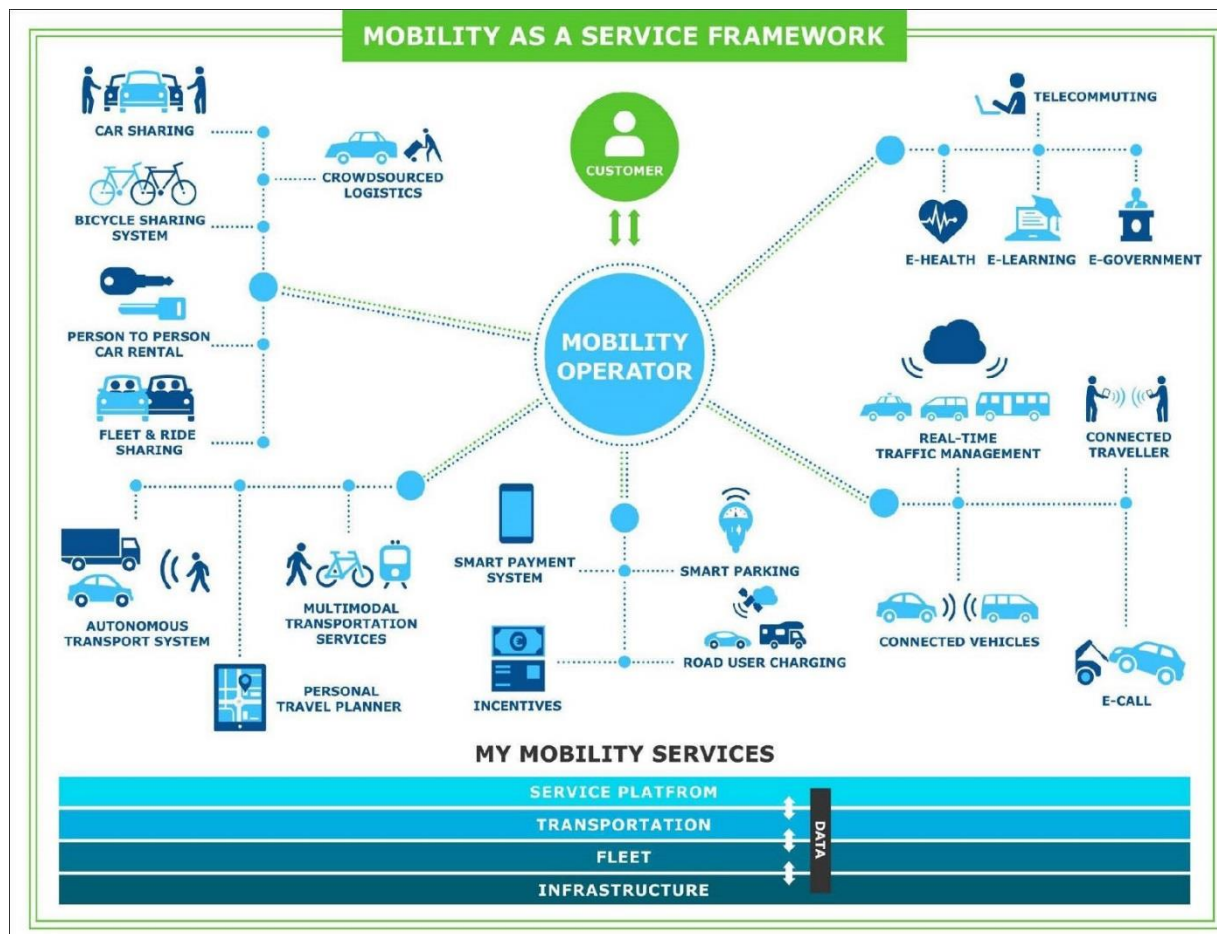 MOBILITY AS A SERVICE FRAMEWORK
CAR SHARING
CROWDSOURCED
LOGISTICS
BICYCLE SHARING
SYSTEM
PERSON TO PERSON
CAR RENTAL
FLEET & RIDE
SHARING
CUSTOMER
MOBILITY
OPERATOR
TELECOMMUTING
E-HEALTH
E-LEARNING
E-GOVERNMENT
REAL-TIME
TRAFFIC MANAGEMENT
CONNECTED
TRAVELLER
CONNECTED VEHICLES
E-CALL
AUTONOMOUS
TRANSPORT SYSTEM
MULTIMODAL
TRANSPORTATION
SERVICES
PERSONAL
TRAVEL PLANNER
SMART PAYMENT
SYSTEM
SMART PARKING
INCENTIVES
ROAD USER CHARGING
MY MOBILITY SERVICES
SERVICE PLATFROM
TRANSPORTATION
FLEET
INFRASTRUCTURE
DATA